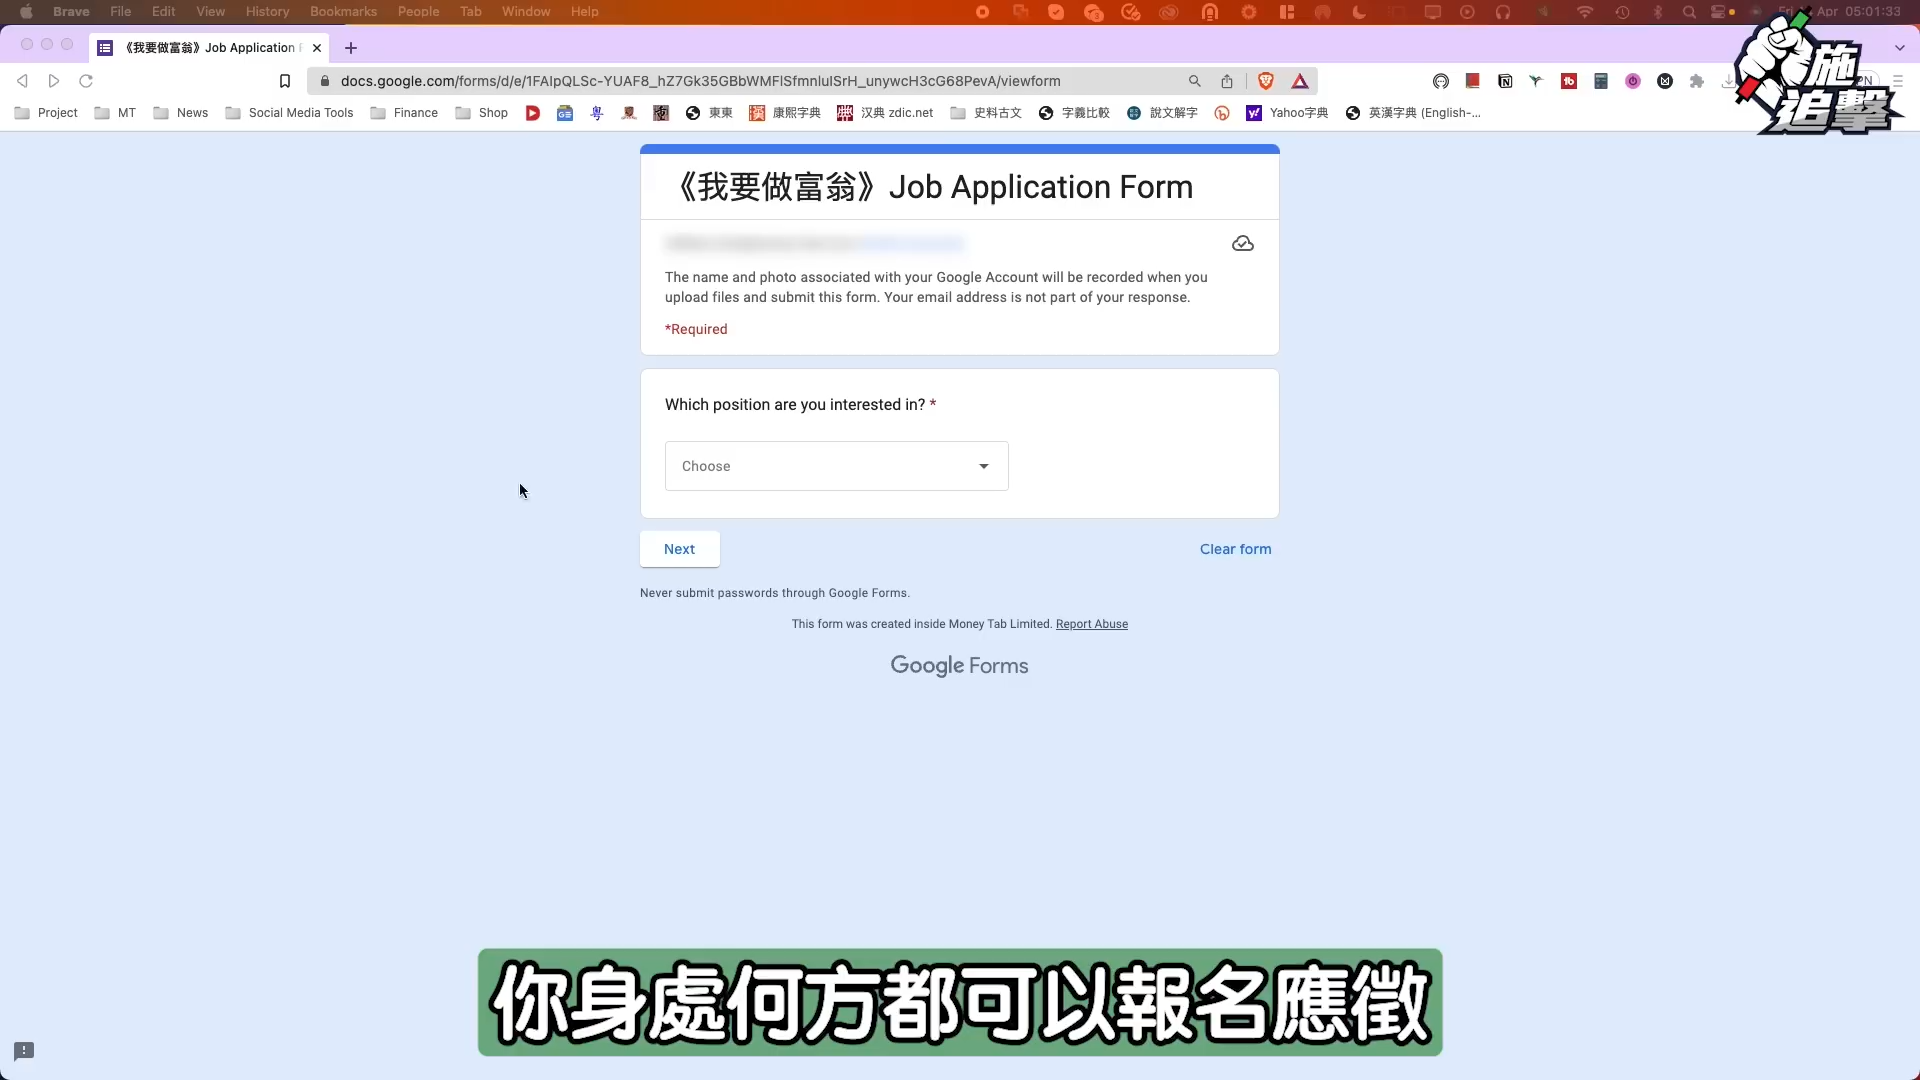 Brave File Edit View History Bookmarks People Tab Window Help
Apr 05:01:33
《我要做富翁》Job Application F
docs.google.com/forms/d/e/1FAIpQLSc-YUAF8_hZ7Gk35GBbWMFlSfmnluISrH_unywcH3cG68PevA/viewform
施
追擊
Project MT News Social Media Tools Finance Shop 東東 康熙字典 汉典 zdic.net 史料古文 字義比較 說文解字 Yahoo字典 英漢字典 (English-...
《我要做富翁》Job Application Form
The name and photo associated with your Google Account will be recorded when you
upload files and submit this form. Your email address is not part of your response.
*Required
Which position are you interested in? *
Choose
Next
Clear form
Never submit passwords through Google Forms.
This form was created inside Money Tab Limited. Report Abuse
Google Forms
你身處何方都可以報名應徵